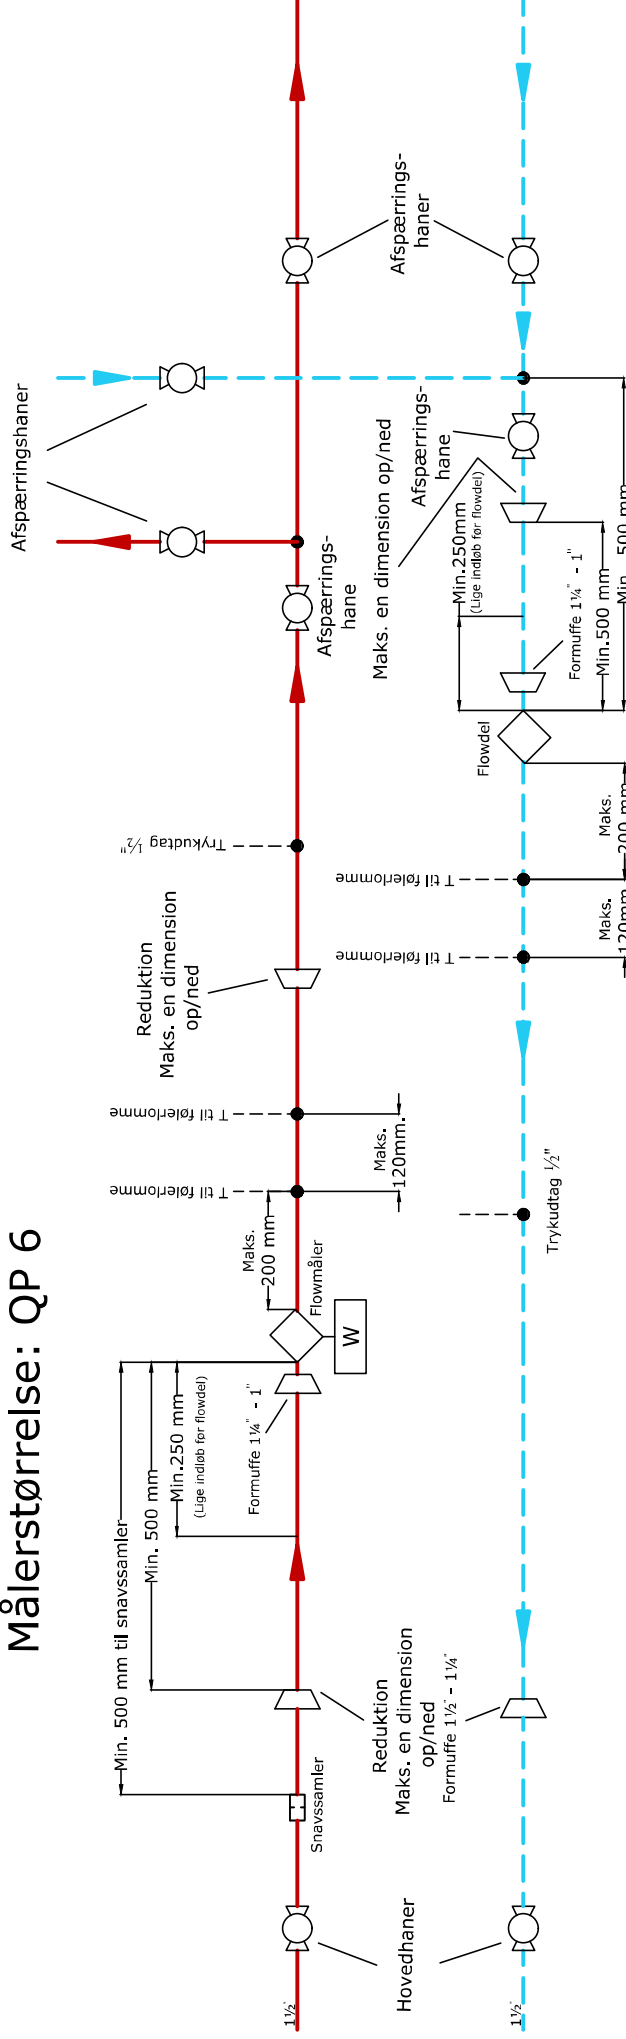 Målerstørrelse: QP 6
Min. 500 mm til snavssamler
Min. 500 mm
Min.250 mm
(Lige indløb før flowdel)
Formuffe 1¼" - 1"
Maks.
200 mm
Flowmåler
W
T til følerlomme
T til følerlomme
Maks.
120mm.
Reduktion
Maks. en dimension
op/ned
Trykudtag ½"
Afspærrings-
hane
Afspærringshaner
Afspærrings-
haner
1½"
Snavssamler
Reduktion
Maks. en dimension
op/ned
Formuffe 1½" - 1¼"
Hovedhaner
1½"
Trykudtag ½"
T til følerlomme
T til følerlomme
Maks.
120mm
Maks.
200 mm
Flowdel
Formuffe 1¼" - 1"
Min.500 mm
Min.250mm
(Lige indløb før flowdel)
Maks. en dimension op/ned
Afspærrings-
hane
Min. 500 mm